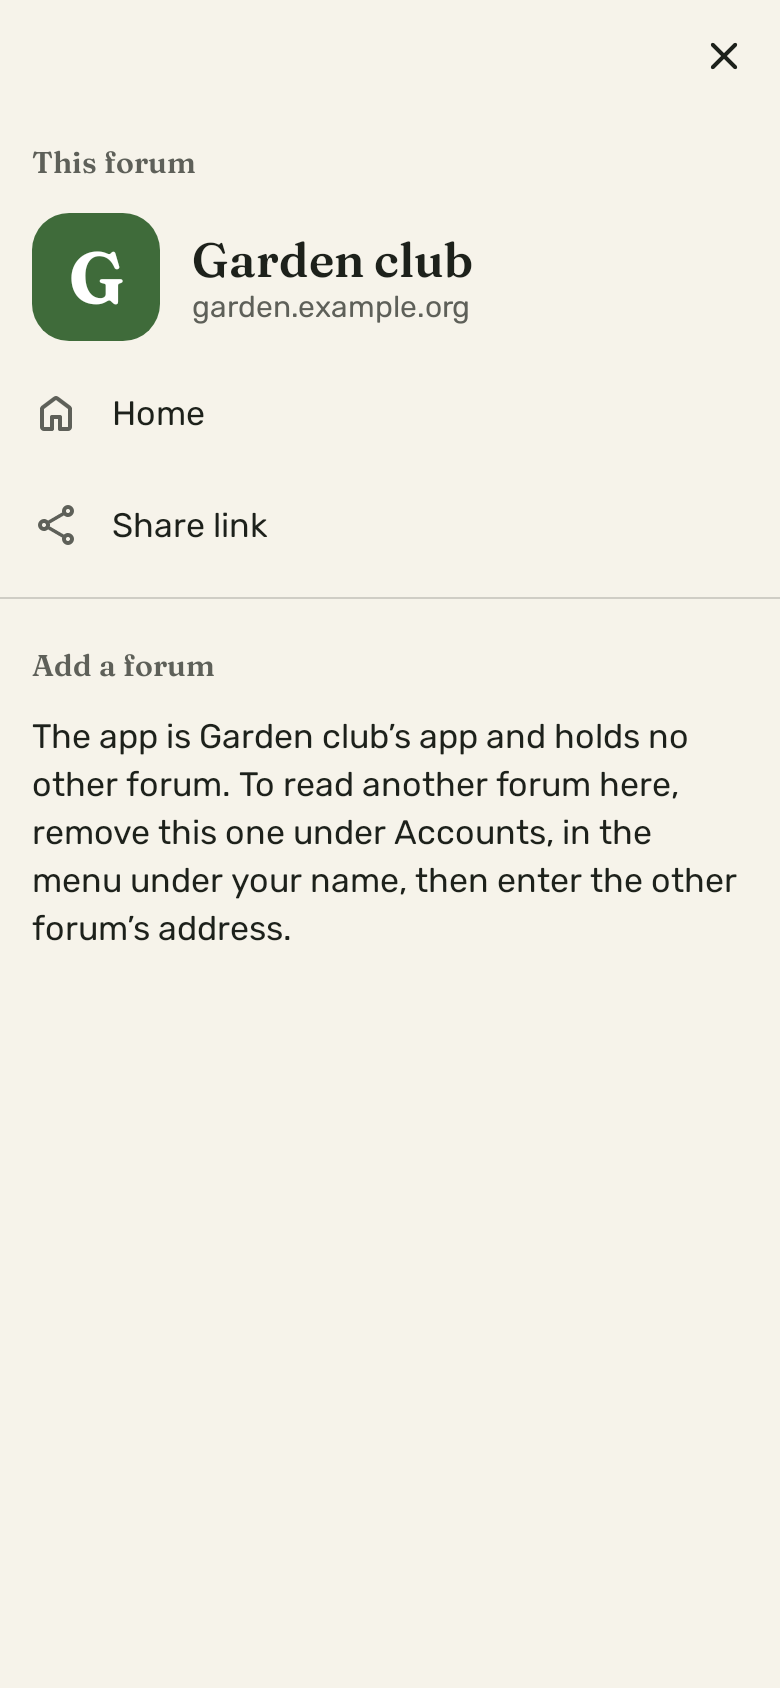 This forum
G
Garden club
garden.example.org
Home
Share link
Add a forum
The app is Garden club’s app and holds no
other forum. To read another forum here,
remove this one under Accounts, in the
menu under your name, then enter the other
forum’s address.